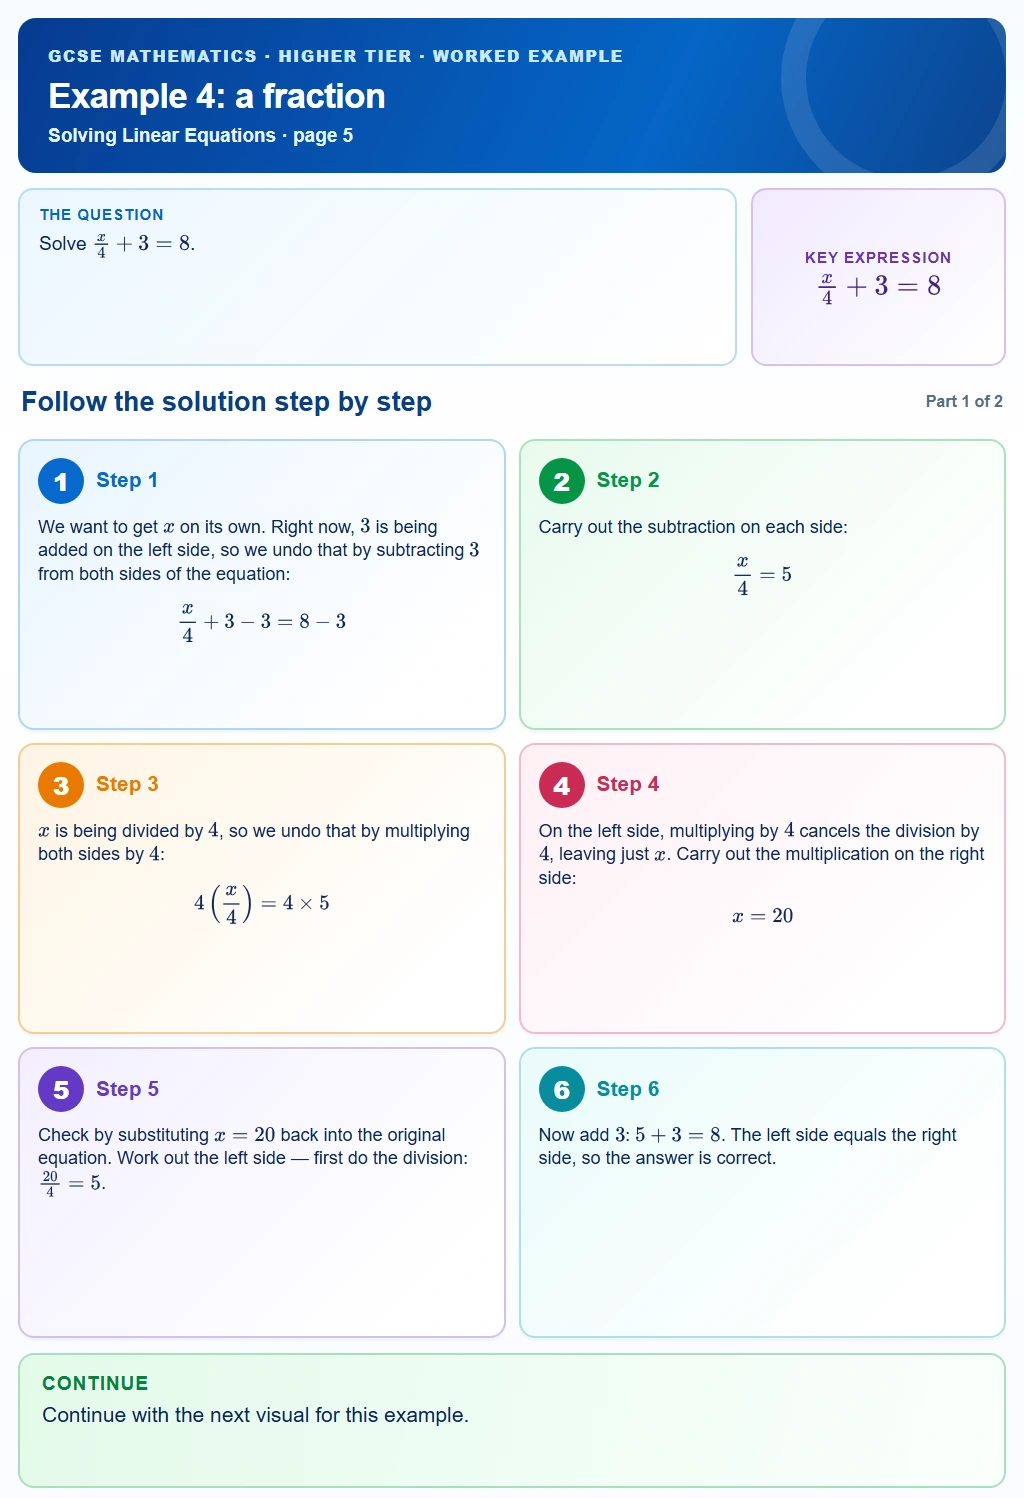 GCSE MATHEMATICS · HIGHER TIER · WORKED EXAMPLE
Example 4: a fraction
Solving Linear Equations · page 5
THE QUESTION
Solve x/4 + 3 = 8.
KEY EXPRESSION
x/4 + 3 = 8
Follow the solution step by step
Part 1 of 2
1 Step 1
We want to get x on its own. Right now, 3 is being
added on the left side, so we undo that by subtracting 3
from both sides of the equation:
x/4 + 3 − 3 = 8 − 3
2 Step 2
Carry out the subtraction on each side:
x/4 = 5
3 Step 3
x is being divided by 4, so we undo that by multiplying
both sides by 4:
4(x/4) = 4 × 5
4 Step 4
On the left side, multiplying by 4 cancels the division by
4, leaving just x. Carry out the multiplication on the right
side:
x = 20
5 Step 5
Check by substituting x = 20 back into the original
equation. Work out the left side — first do the division:
20/4 = 5.
6 Step 6
Now add 3: 5 + 3 = 8. The left side equals the right
side, so the answer is correct.
CONTINUE
Continue with the next visual for this example.